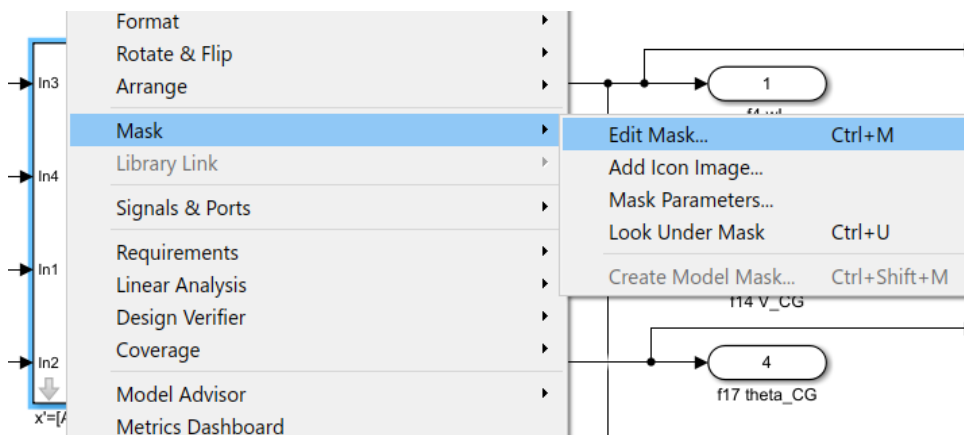 Format
Rotate & Flip
Arrange
Mask
Library Link
Signals & Ports
Requirements
Linear Analysis
Design Verifier
Coverage
Model Advisor
Metrics Dashboard
Edit Mask... Ctrl+M
Add Icon Image...
Mask Parameters...
Look Under Mask Ctrl+U
Create Model Mask... Ctrl+Shift+M
In3
In4
In1
In2
x'=[A
1
f14 V_CG
4
f17 theta_CG